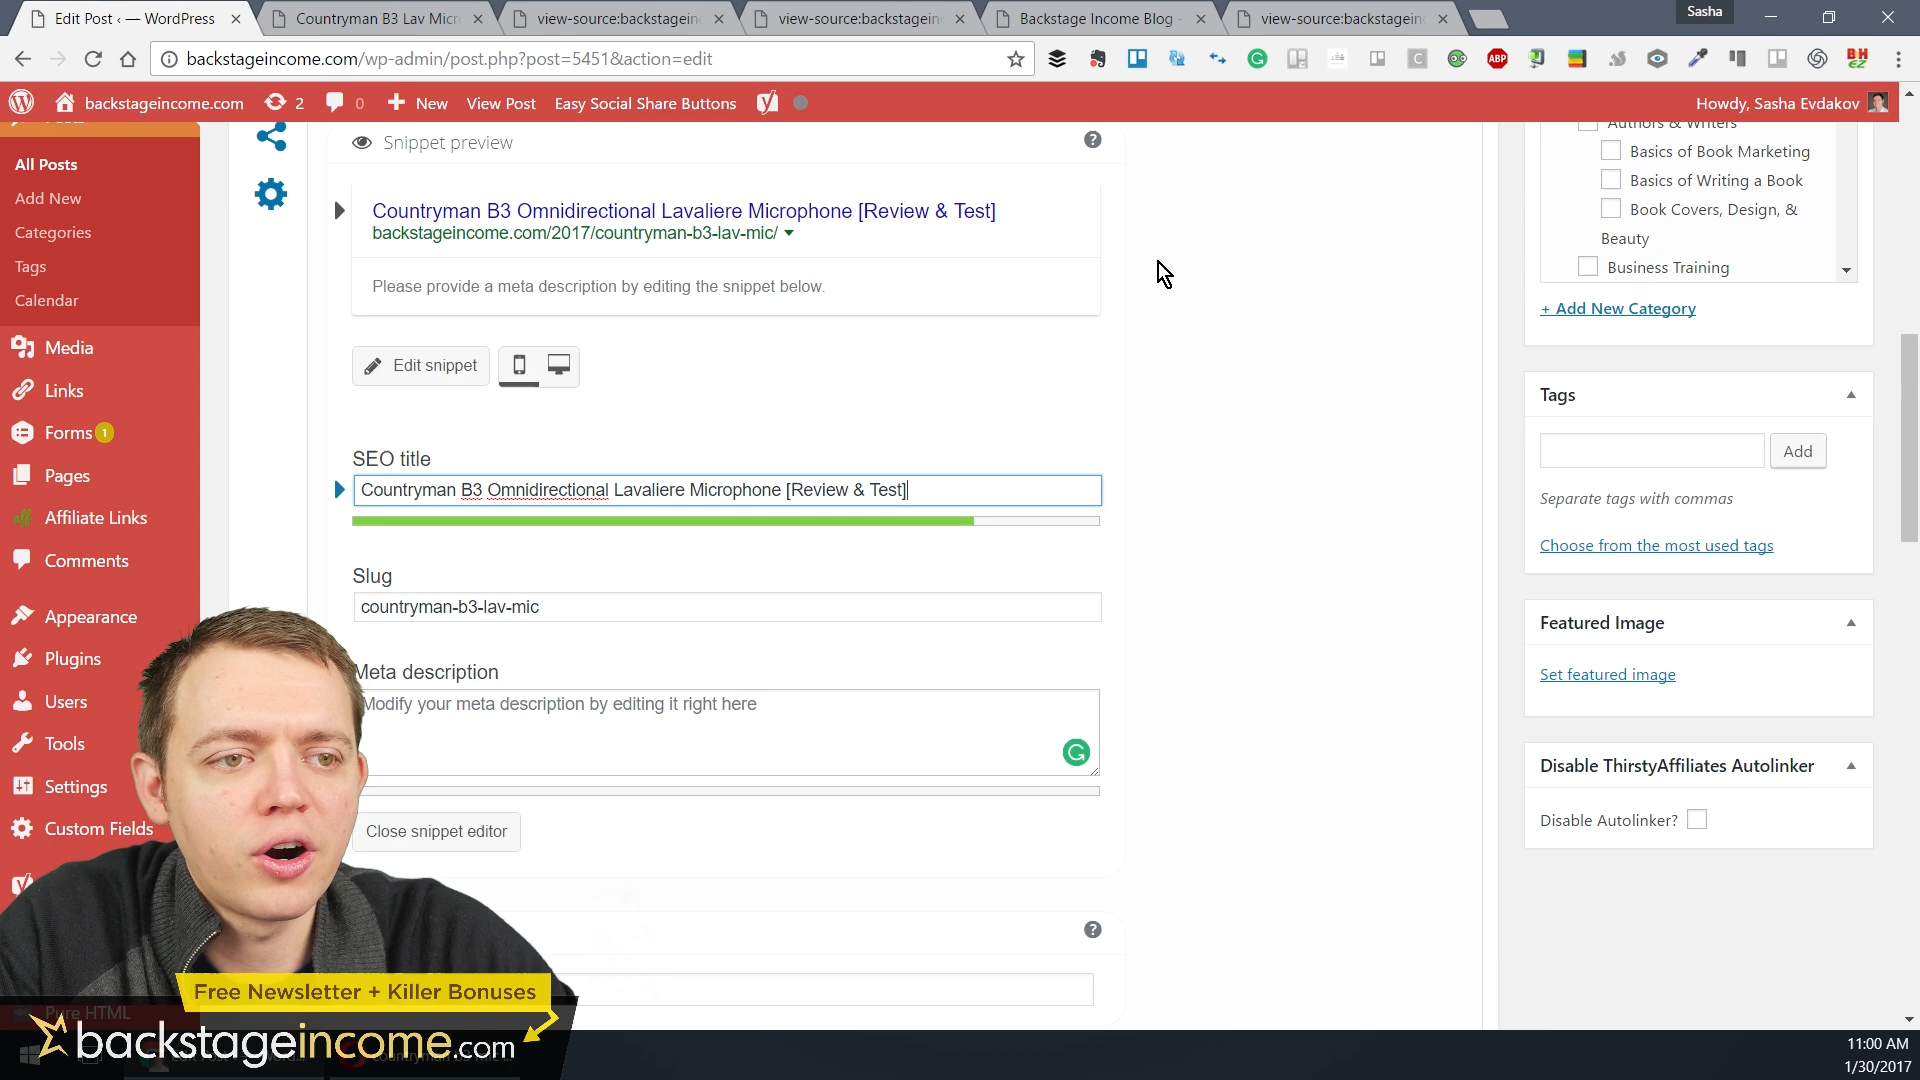 Edit Post ‹ — WordPress
Countryman B3 Lav Micr
view-source:backstagein
view-source:backstagein
Backstage Income Blog -
view-source:backstagein
Sasha
backstageincome.com/wp-admin/post.php?post=5451&action=edit
ABP
backstageincome.com
2
0
New
View Post
Easy Social Share Buttons
Howdy, Sasha Evdakov
All Posts
Add New
Categories
Tags
Calendar
Media
Links
Forms 1
Pages
Affiliate Links
Comments
Appearance
Plugins
Users
Tools
Settings
Custom Fields
Pure HTML
Snippet preview
Countryman B3 Omnidirectional Lavaliere Microphone [Review & Test]
backstageincome.com/2017/countryman-b3-lav-mic/
Please provide a meta description by editing the snippet below.
Edit snippet
SEO title
Countryman B3 Omnidirectional Lavaliere Microphone [Review & Test]
Slug
countryman-b3-lav-mic
Meta description
Modify your meta description by editing it right here
Close snippet editor
Authors & Writers
Basics of Book Marketing
Basics of Writing a Book
Book Covers, Design, &
Beauty
Business Training
+ Add New Category
Tags
Add
Separate tags with commas
Choose from the most used tags
Featured Image
Set featured image
Disable ThirstyAffiliates Autolinker
Disable Autolinker?
Free Newsletter + Killer Bonuses
backstageincome.com
11:00 AM
1/30/2017